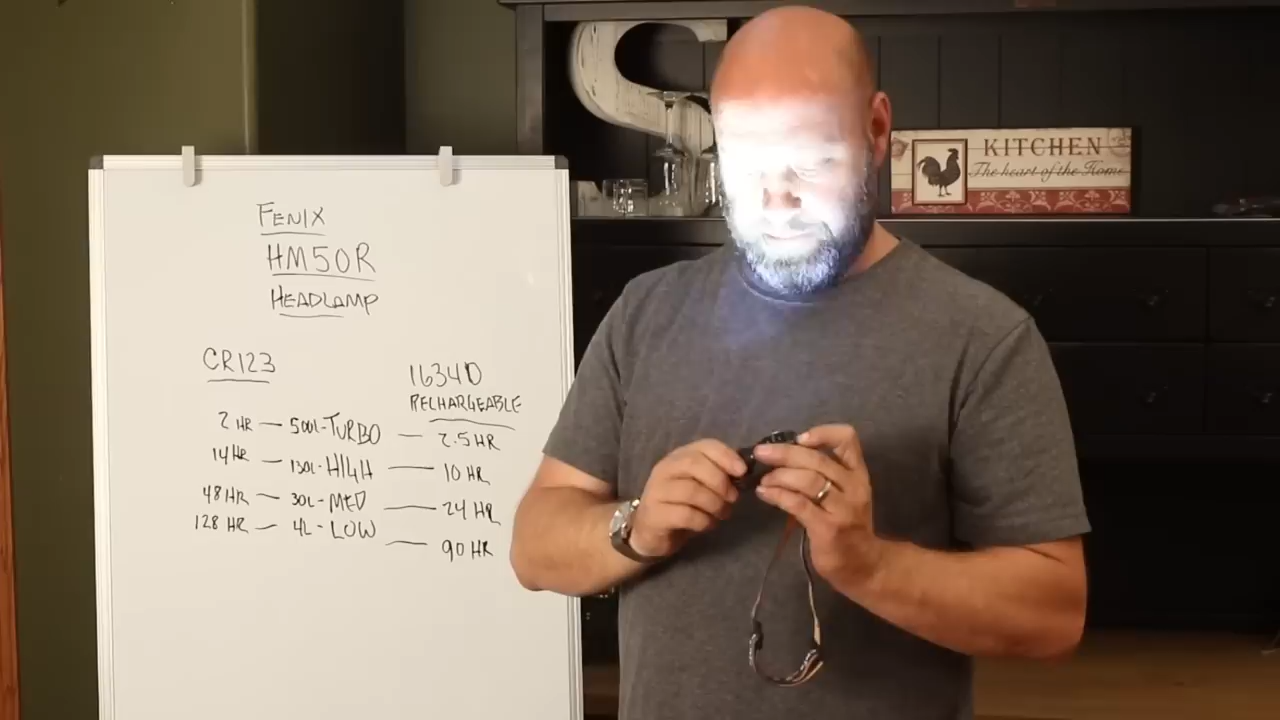 FENIX
HM50R
HEADLAMP
CR123
16340
RECHARGEABLE
2 HR — 500L-TURBO — 2.5 HR
14 HR — 130L-HIGH — 10 HR
48 HR — 30L-MED — 24 HR
128 HR — 4L-LOW — 90 HR
S
KITCHEN
The heart of the Home